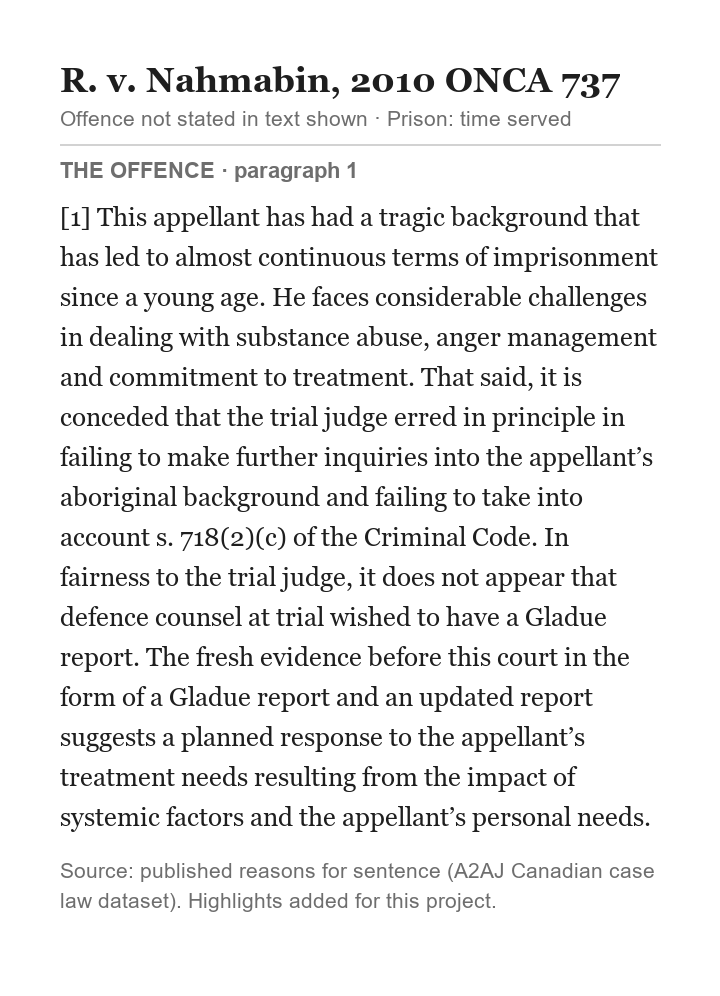 R. v. Nahmabin, 2010 ONCA 737
Offence not stated in text shown · Prison: time served
THE OFFENCE · paragraph 1
[1] This appellant has had a tragic background that
has led to almost continuous terms of imprisonment
since a young age. He faces considerable challenges
in dealing with substance abuse, anger management
and commitment to treatment. That said, it is
conceded that the trial judge erred in principle in
failing to make further inquiries into the appellant’s
aboriginal background and failing to take into
account s. 718(2)(c) of the Criminal Code. In
fairness to the trial judge, it does not appear that
defence counsel at trial wished to have a Gladue
report. The fresh evidence before this court in the
form of a Gladue report and an updated report
suggests a planned response to the appellant’s
treatment needs resulting from the impact of
systemic factors and the appellant’s personal needs.
Source: published reasons for sentence (A2AJ Canadian case
law dataset). Highlights added for this project.